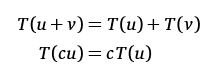 T(u + v) = T(u) + T(v)
T(cu) = cT(u)